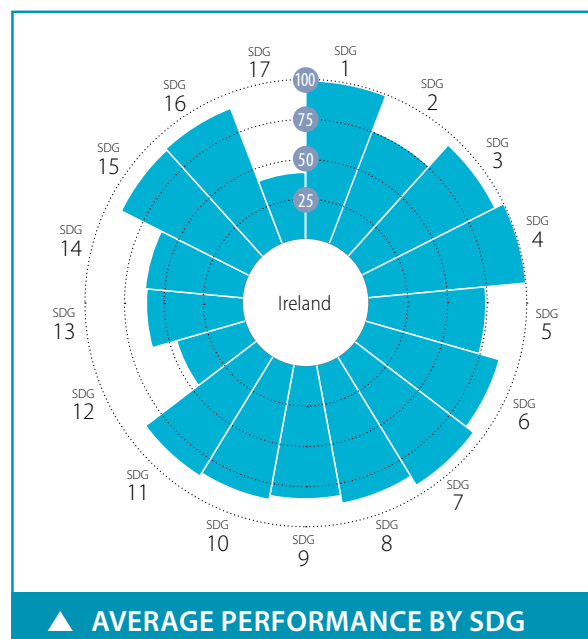 SDG
1
SDG
2
SDG
3
SDG
4
SDG
5
SDG
6
SDG
7
SDG
8
SDG
9
SDG
10
SDG
11
SDG
12
SDG
13
SDG
14
SDG
15
SDG
16
SDG
17
100
75
50
25
Ireland
▲ AVERAGE PERFORMANCE BY SDG